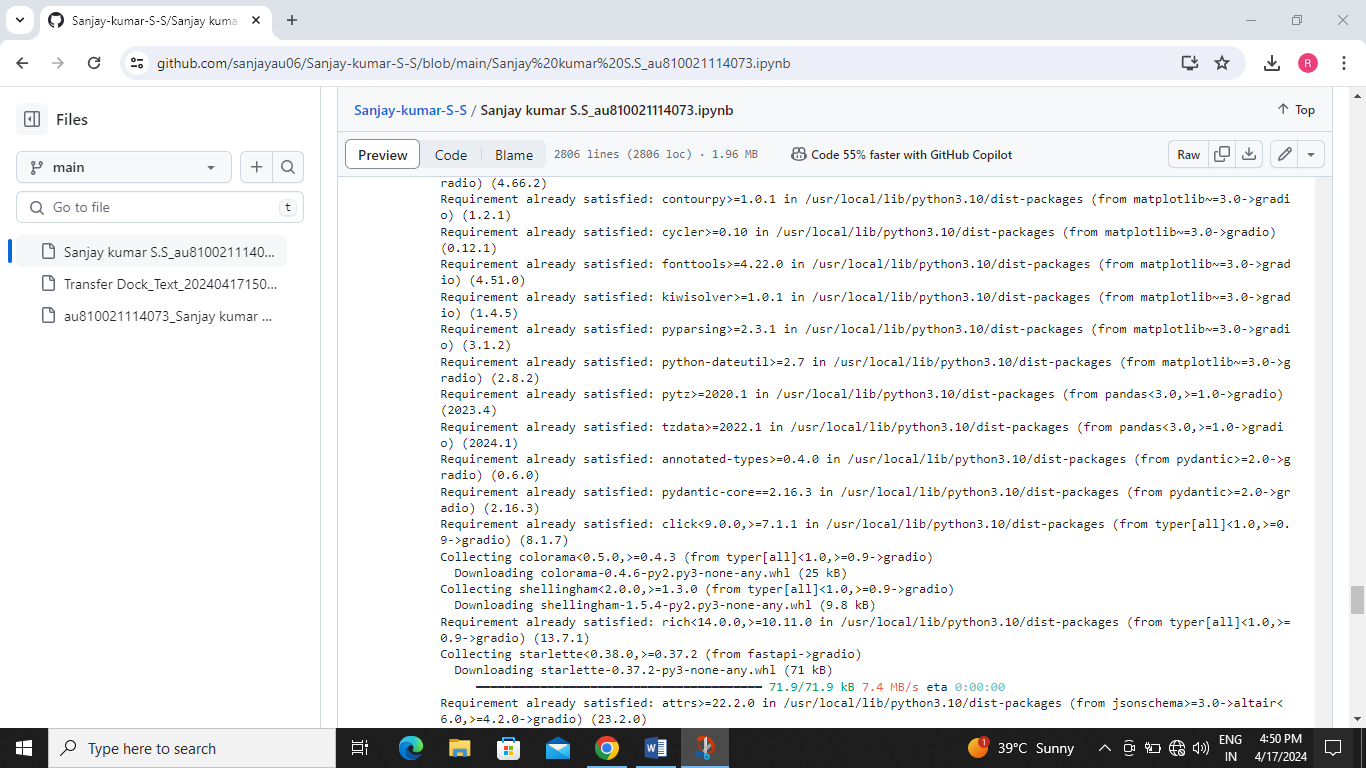 Sanjay-kumar-S-S/Sanjay kuma
github.com/sanjayau06/Sanjay-kumar-S-S/blob/main/Sanjay%20kumar%20S.S_au810021114073.ipynb
R
Files
Sanjay-kumar-S-S / Sanjay kumar S.S_au810021114073.ipynb
Top
main
Preview Code Blame 2806 lines (2806 loc) · 1.96 MB Code 55% faster with GitHub Copilot Raw
Go to file t
Sanjay kumar S.S_au8100211140...
Transfer Dock_Text_20240417150...
au810021114073_Sanjay kumar ...
radio) (4.66.2)
Requirement already satisfied: contourpy>=1.0.1 in /usr/local/lib/python3.10/dist-packages (from matplotlib~=3.0->gradi
o) (1.2.1)
Requirement already satisfied: cycler>=0.10 in /usr/local/lib/python3.10/dist-packages (from matplotlib~=3.0->gradio)
(0.12.1)
Requirement already satisfied: fonttools>=4.22.0 in /usr/local/lib/python3.10/dist-packages (from matplotlib~=3.0->grad
io) (4.51.0)
Requirement already satisfied: kiwisolver>=1.0.1 in /usr/local/lib/python3.10/dist-packages (from matplotlib~=3.0->grad
io) (1.4.5)
Requirement already satisfied: pyparsing>=2.3.1 in /usr/local/lib/python3.10/dist-packages (from matplotlib~=3.0->gradi
o) (3.1.2)
Requirement already satisfied: python-dateutil>=2.7 in /usr/local/lib/python3.10/dist-packages (from matplotlib~=3.0->g
radio) (2.8.2)
Requirement already satisfied: pytz>=2020.1 in /usr/local/lib/python3.10/dist-packages (from pandas<3.0,>=1.0->gradio)
(2023.4)
Requirement already satisfied: tzdata>=2022.1 in /usr/local/lib/python3.10/dist-packages (from pandas<3.0,>=1.0->gradi
o) (2024.1)
Requirement already satisfied: annotated-types>=0.4.0 in /usr/local/lib/python3.10/dist-packages (from pydantic>=2.0->g
radio) (0.6.0)
Requirement already satisfied: pydantic-core==2.16.3 in /usr/local/lib/python3.10/dist-packages (from pydantic>=2.0->gr
adio) (2.16.3)
Requirement already satisfied: click<9.0.0,>=7.1.1 in /usr/local/lib/python3.10/dist-packages (from typer[all]<1.0,>=0.
9->gradio) (8.1.7)
Collecting colorama<0.5.0,>=0.4.3 (from typer[all]<1.0,>=0.9->gradio)
Downloading colorama-0.4.6-py2.py3-none-any.whl (25 kB)
Collecting shellingham<2.0.0,>=1.3.0 (from typer[all]<1.0,>=0.9->gradio)
Downloading shellingham-1.5.4-py2.py3-none-any.whl (9.8 kB)
Requirement already satisfied: rich<14.0.0,>=10.11.0 in /usr/local/lib/python3.10/dist-packages (from typer[all]<1.0,>=
0.9->gradio) (13.7.1)
Collecting starlette<0.38.0,>=0.37.2 (from fastapi->gradio)
Downloading starlette-0.37.2-py3-none-any.whl (71 kB)
71.9/71.9 kB 7.4 MB/s eta 0:00:00
Requirement already satisfied: attrs>=22.2.0 in /usr/local/lib/python3.10/dist-packages (from jsonschema>=3.0->altair<
6.0,>=4.2.0->gradio) (23.2.0)
Type here to search
1
39°C Sunny
ENG
IN
4:50 PM
4/17/2024